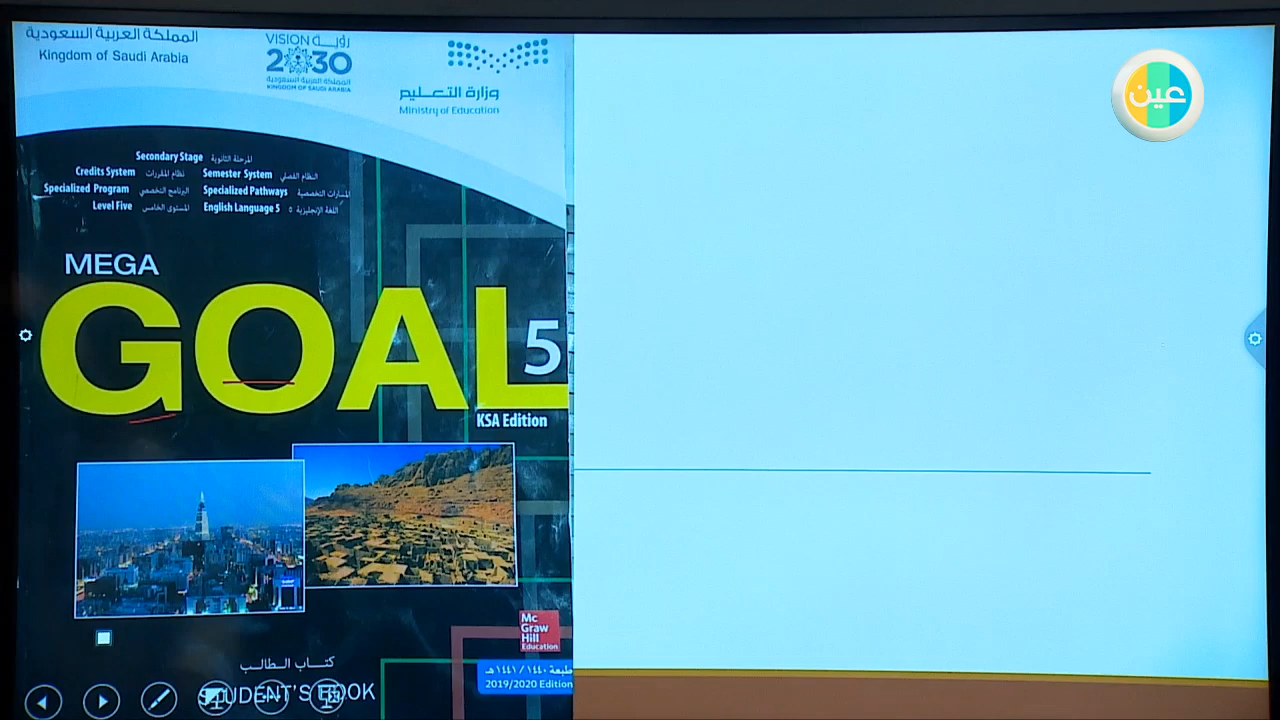 المملكة العربية السعودية
Kingdom of Saudi Arabia
VISION رؤية
2030
المملكة العربية السعودية
KINGDOM OF SAUDI ARABIA
وزارة التعليم
Ministry of Education
عين
Secondary Stage المرحلة الثانوية
Credits System نظام المقررات Semester System النظام الفصلي
Specialized Program البرنامج التخصصي Specialized Pathways المسارات التخصصية
Level Five المستوى الخامس English Language 5 اللغة الإنجليزية ٥
MEGA
GOAL 5
KSA Edition
Mc
Graw
Hill
Education
كتاب الطالب
STUDENT'S BOOK
طبعة ١٤٤٠ / ١٤٤١ هـ
2019/2020 Edition